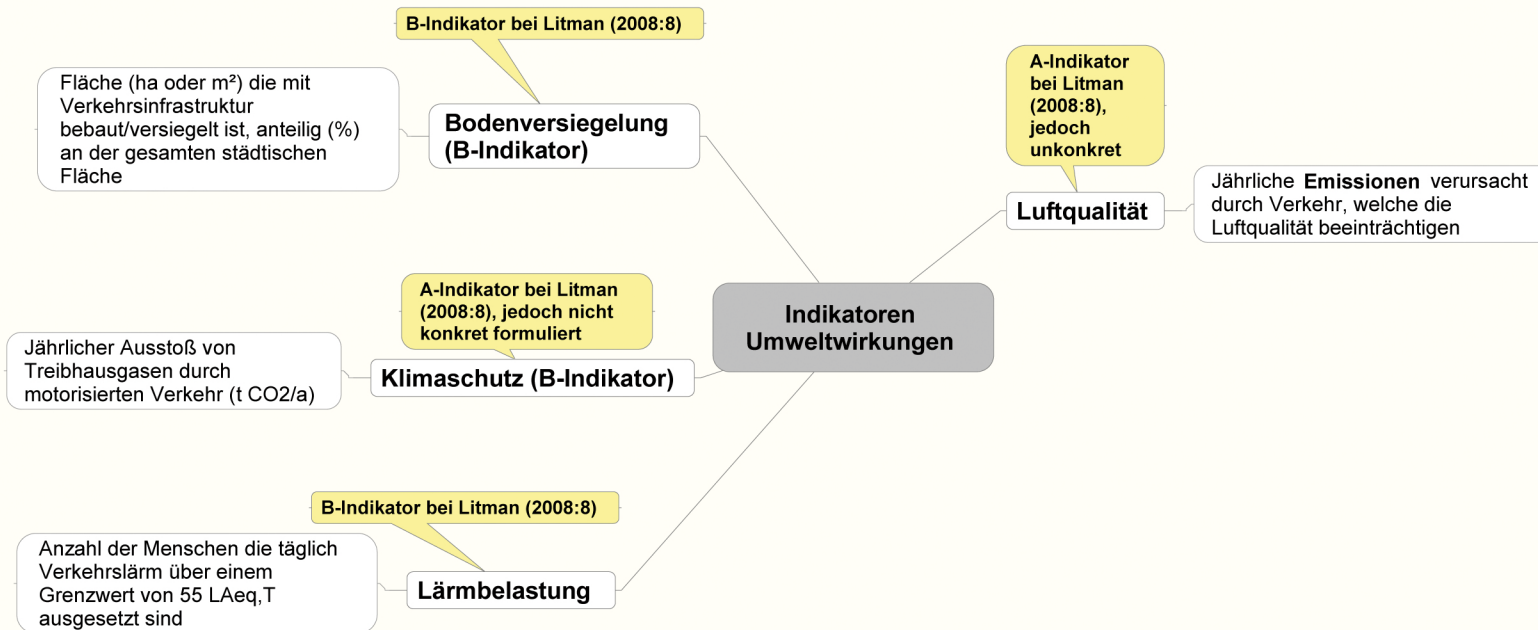 B-Indikator bei Litman (2008:8)
Fläche (ha oder m²) die mit
Verkehrsinfrastruktur
bebaut/versiegelt ist, anteilig (%)
an der gesamten städtischen
Fläche
Bodenversiegelung
(B-Indikator)
A-Indikator bei Litman
(2008:8), jedoch nicht
konkret formuliert
Jährlicher Ausstoß von
Treibhausgasen durch
motorisierten Verkehr (t CO2/a)
Klimaschutz (B-Indikator)
B-Indikator bei Litman (2008:8)
Anzahl der Menschen die täglich
Verkehrslärm über einem
Grenzwert von 55 LAeq,T
ausgesetzt sind
Lärmbelastung
Indikatoren
Umweltwirkungen
A-Indikator
bei Litman
(2008:8),
jedoch
unkonkret
Luftqualität
Jährliche Emissionen verursacht
durch Verkehr, welche die
Luftqualität beeinträchtigen